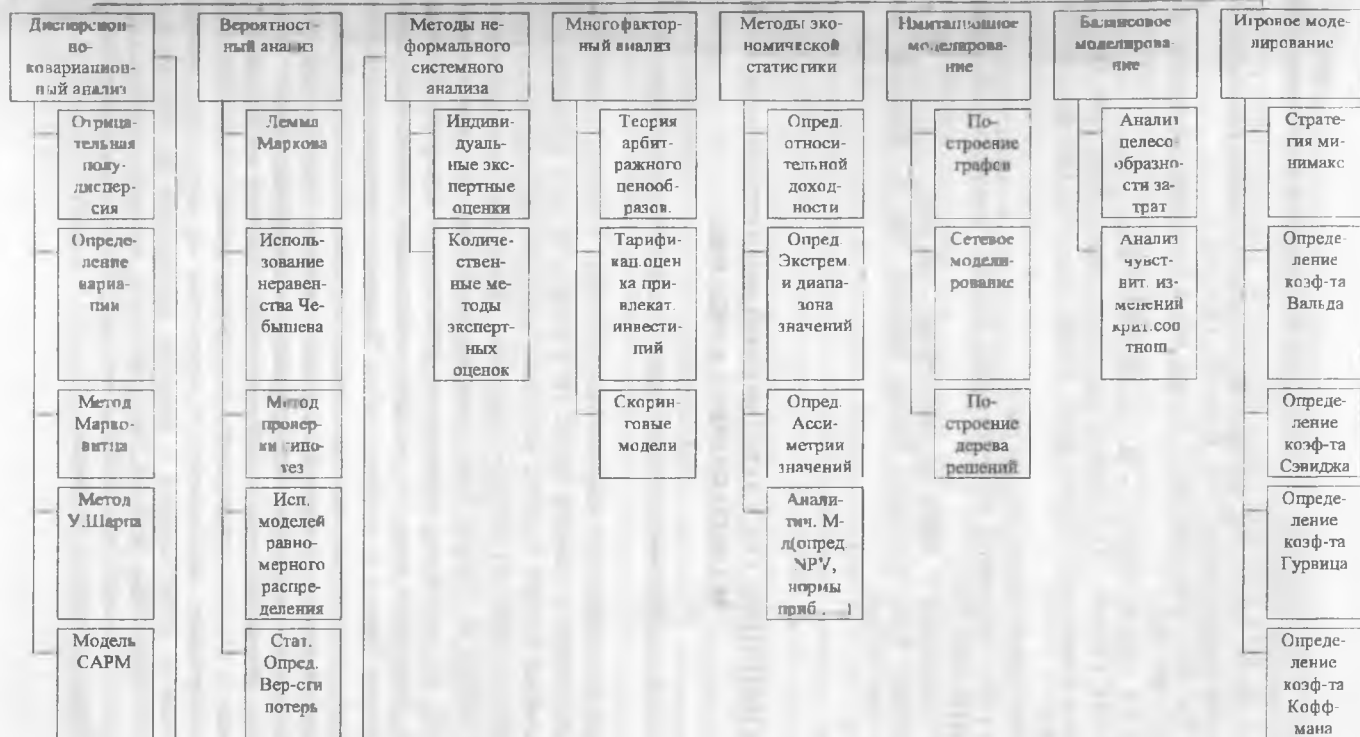 Дисперсион-
но-
ковариацион-
ный анализ
Отрица-
тельная
полу-
диспер-
сия
Опреде-
ление
вариа-
ции
Метод
Марко-
витца
Метод
У.Шарпа
Модель
CAPM
Вероятност-
ный анализ
Лемма
Маркова
Исполь-
зование
неравен-
ства Че-
бышева
Метод
провер-
ки гипо-
тез
Исп.
моделей
равно-
мерного
распре-
деления
Стат.
Опред.
Вер-сти
потерь
Методы не-
формального
системного
анализа
Индиви-
дуаль-
ные экс-
пертные
оценки
Количе-
ствен-
ные ме-
тоды
эксперт-
ных
оценок
Многофактор-
ный анализ
Теория
арбит-
ражного
ценооб-
разов.
Тарифи-
кац.оцен
ка при-
влекат.
инвести-
ций
Скорин-
говые
модели
Методы эко-
номической
статистики
Опред.
относи-
тельной
доход-
ности
Опред.
Экстрем.
и диапа-
зона
значений
Опред.
Асси-
метрии
значений
Анали-
тич. М-
л(опред.
NPV,
нормы
приб...)
Имитационное
моделирова-
ние
По-
строение
графов
Сетевое
модели-
рование
По-
строение
дерева
решений
Балансовое
моделирова-
ние
Анализ
целесо-
образно-
сти за-
трат
Анализ
чувст-
вит. из-
менений
крит.соо
тнош.
Игровое моде-
лирование
Страте-
гия ми-
нимакс
Опреде-
ление
коэф-та
Вальда
Опреде-
ление
коэф-та
Сэвиджа
Опреде-
ление
коэф-та
Гурвица
Опреде-
ление
коэф-та
Кофф-
мана